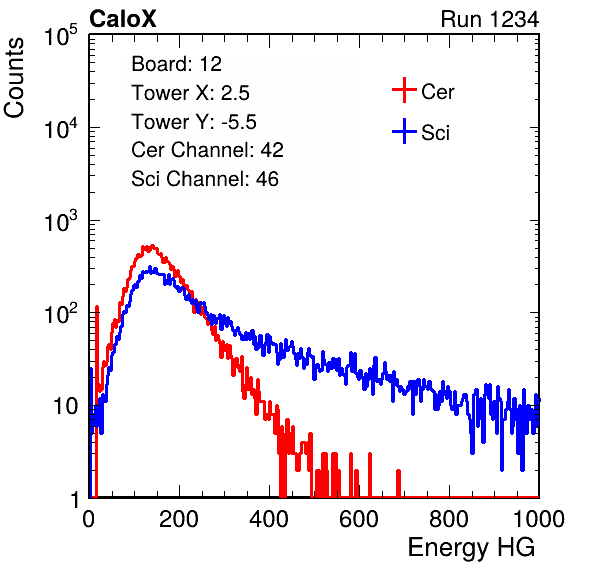 CaloX Run 1234
Counts
Board: 12
Tower X: 2.5
Tower Y: -5.5
Cer Channel: 42
Sci Channel: 46
Cer
Sci
10^5
10^4
10^3
10^2
10
1
0 200 400 600 800 1000
Energy HG